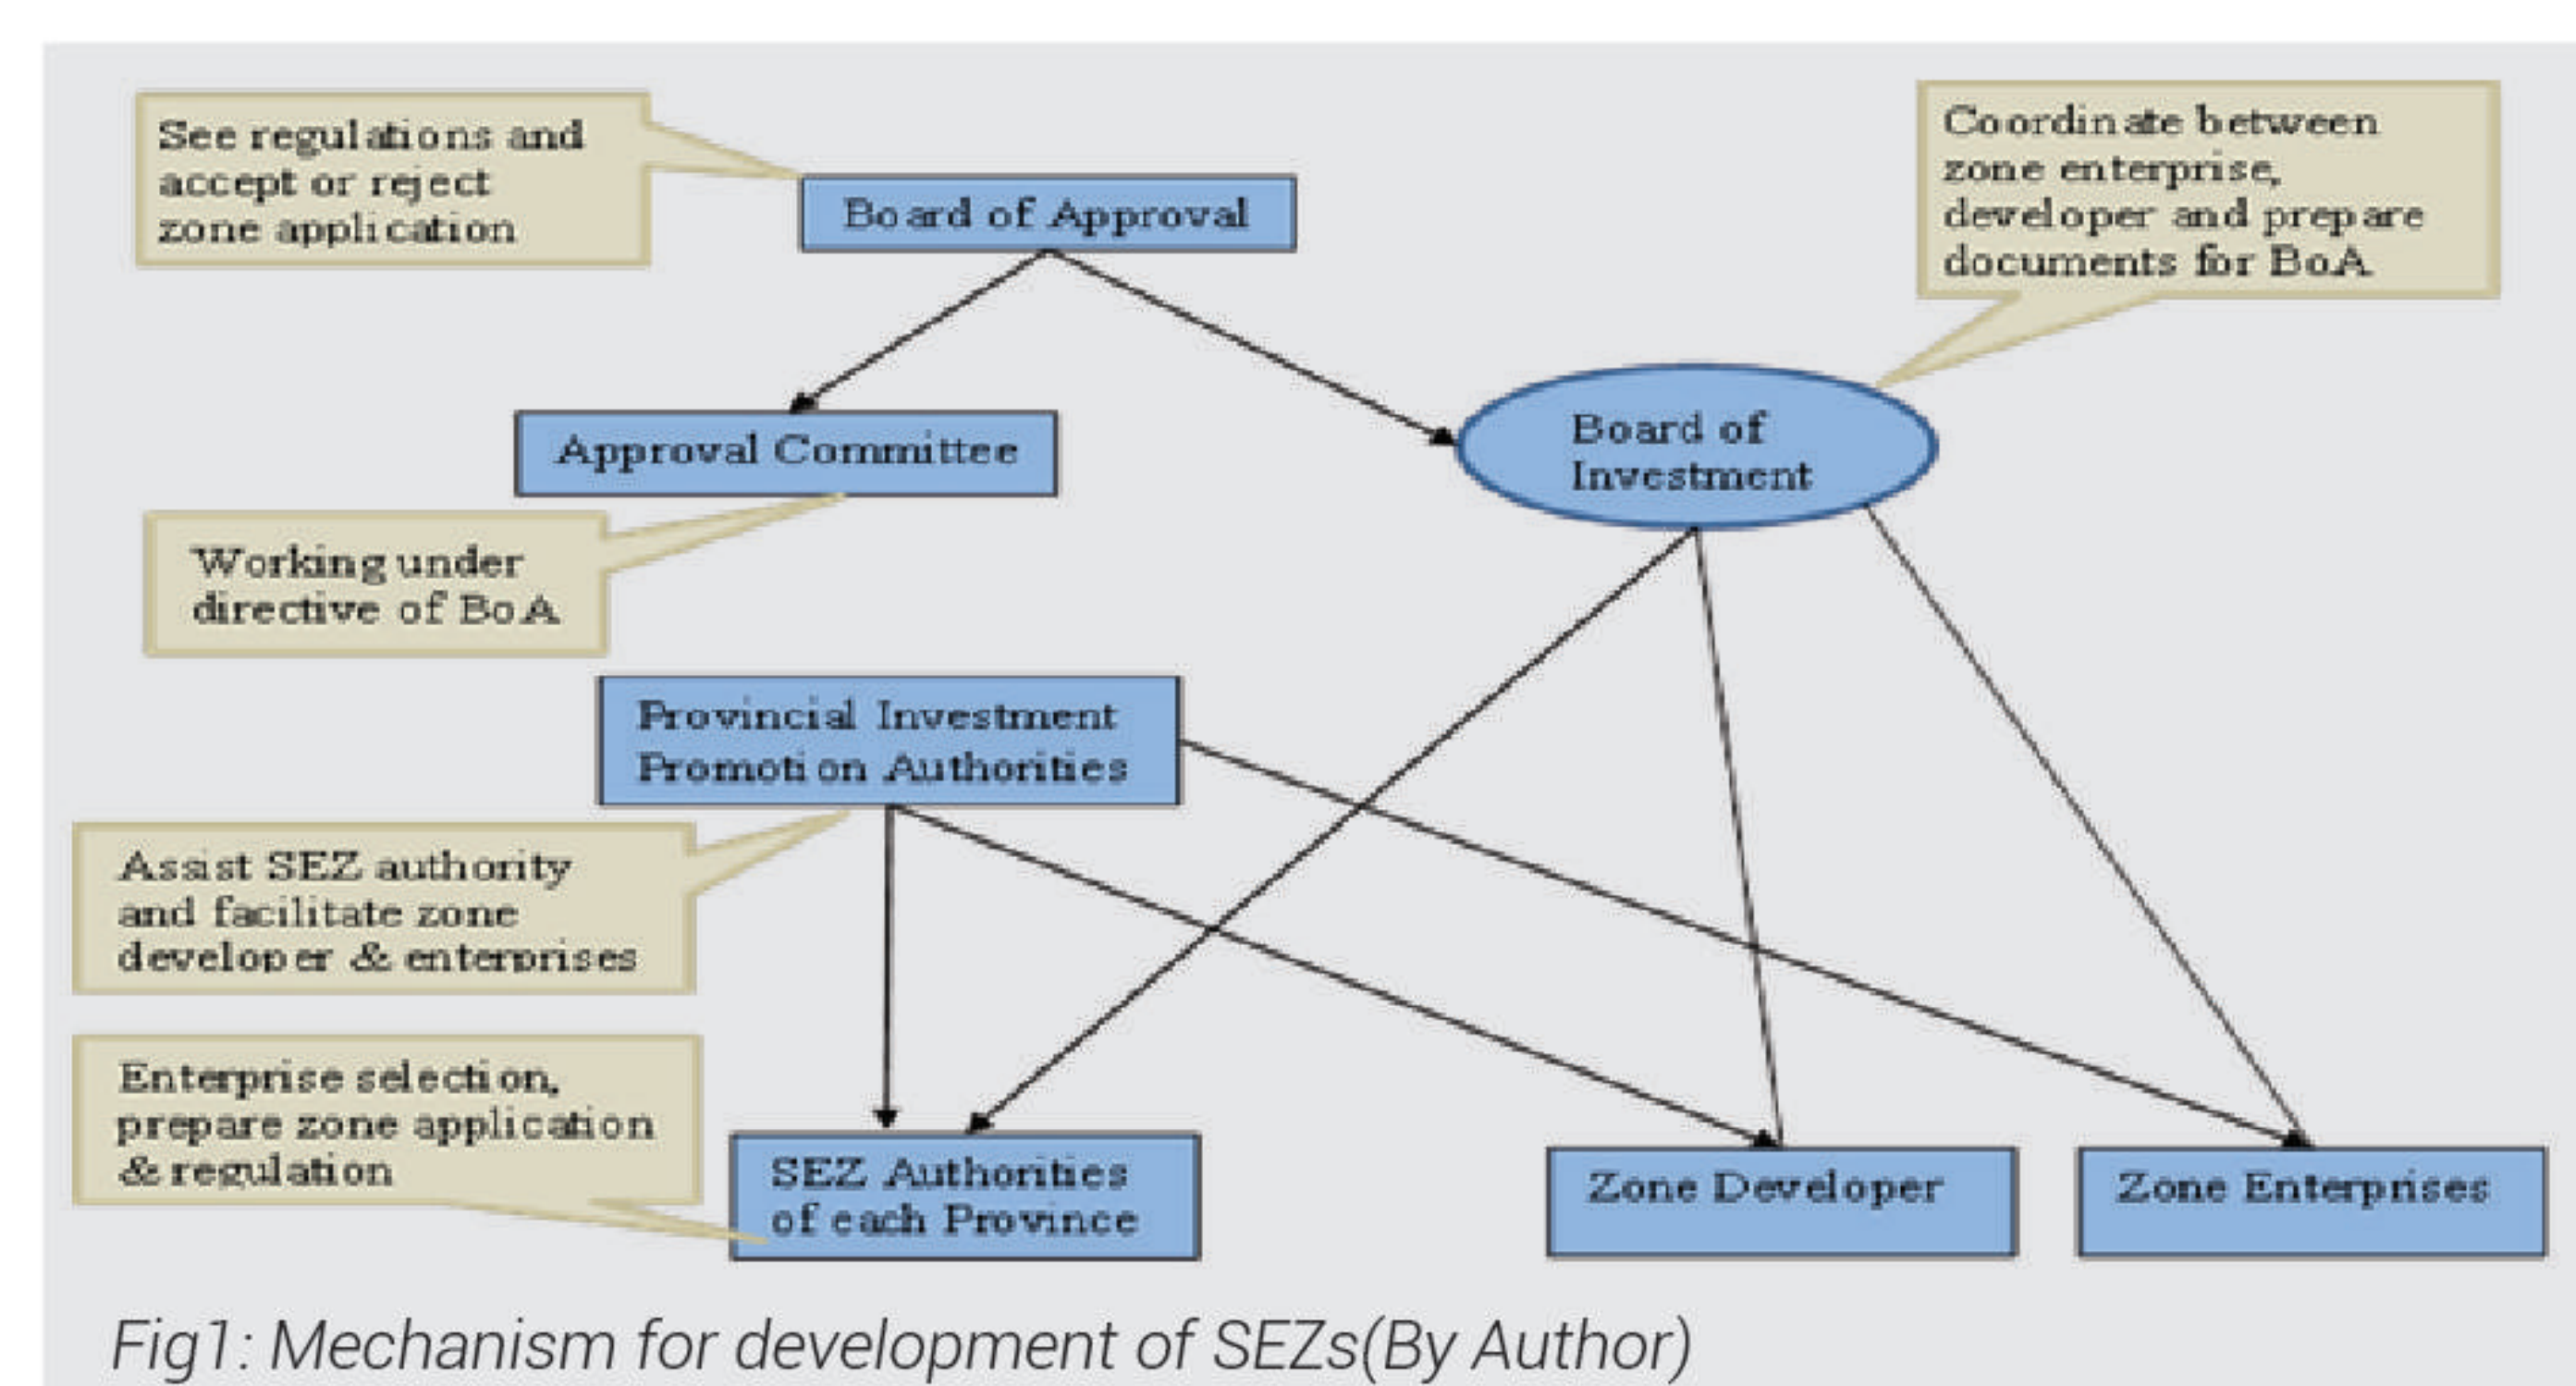 See regulations and
accept or reject
zone application
Board of Approval
Coordinate between
zone enterprise,
developer and prepare
documents for BoA
Approval Committee
Board of
Investment
Working under
directive of BoA
Provincial Investment
Promotion Authorities
Assist SEZ authority
and facilitate zone
developer & enterprises
Enterprise selection,
prepare zone application
& regulation
SEZ Authorities
of each Province
Zone Developer
Zone Enterprises
Fig1: Mechanism for development of SEZs(By Author)